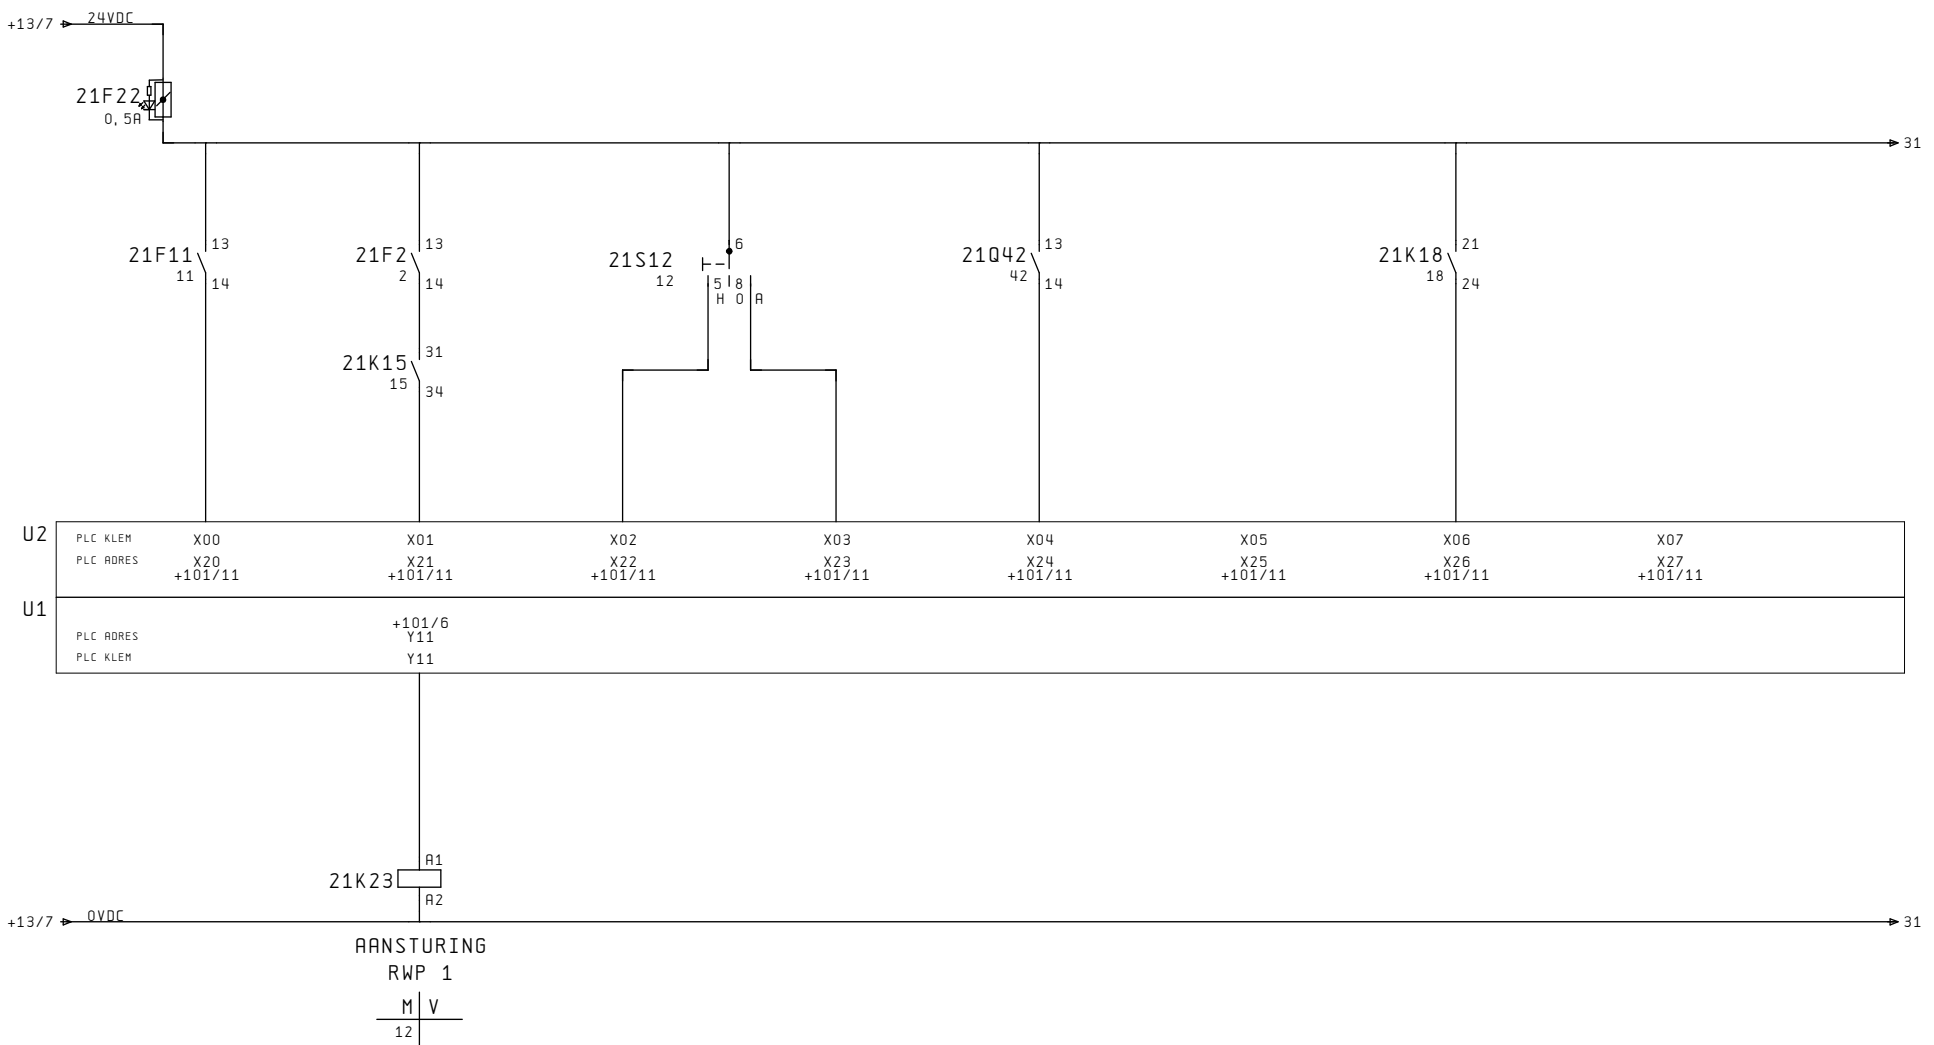 +13/7 24VDC
21F22
0,5A
31
21F11 13
11 14
21F2 13
2 14
21S12 6
12 5 8
H O A
21Q42 13
42 14
21K18 21
18 24
21K15 31
15 34
U2 PLC KLEM X00 X01 X02 X03 X04 X05 X06 X07
PLC ADRES X20 X21 X22 X23 X24 X25 X26 X27
+101/11 +101/11 +101/11 +101/11 +101/11 +101/11 +101/11 +101/11
U1
+101/6
PLC ADRES Y11
PLC KLEM Y11
A1
21K23
A2
+13/7 0VDC 31
AANSTURING
RWP 1
M V
12